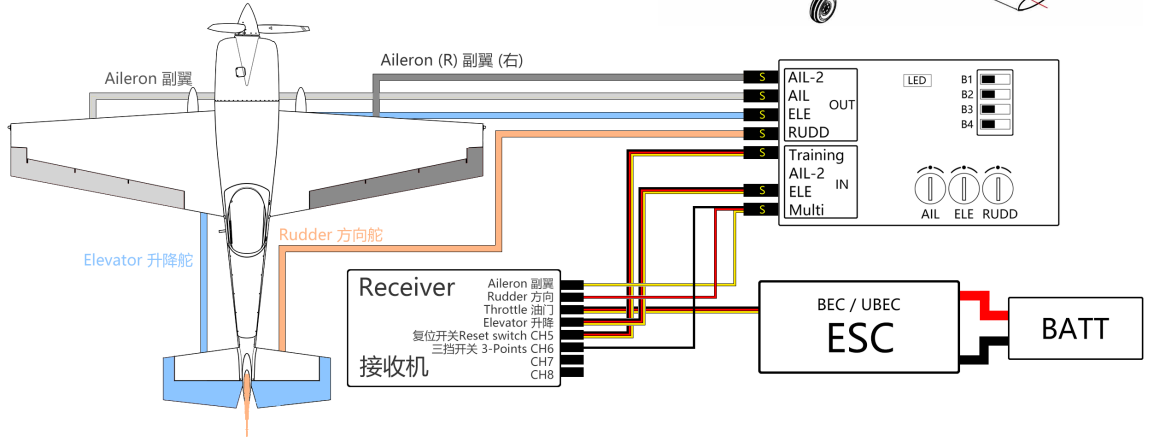 Aileron 副翼
Aileron (R) 副翼 (右)
Rudder 方向舵
Elevator 升降舵
S AIL-2
S AIL
S ELE
S RUDD
OUT
S Training
AIL-2
S ELE
S Multi
IN
LED
B1
B2
B3
B4
AIL ELE RUDD
Receiver
接收机
Aileron 副翼
Rudder 方向
Throttle 油门
Elevator 升降
复位开关Reset switch CH5
三挡开关 3-Points CH6
CH7
CH8
BEC / UBEC
ESC
BATT